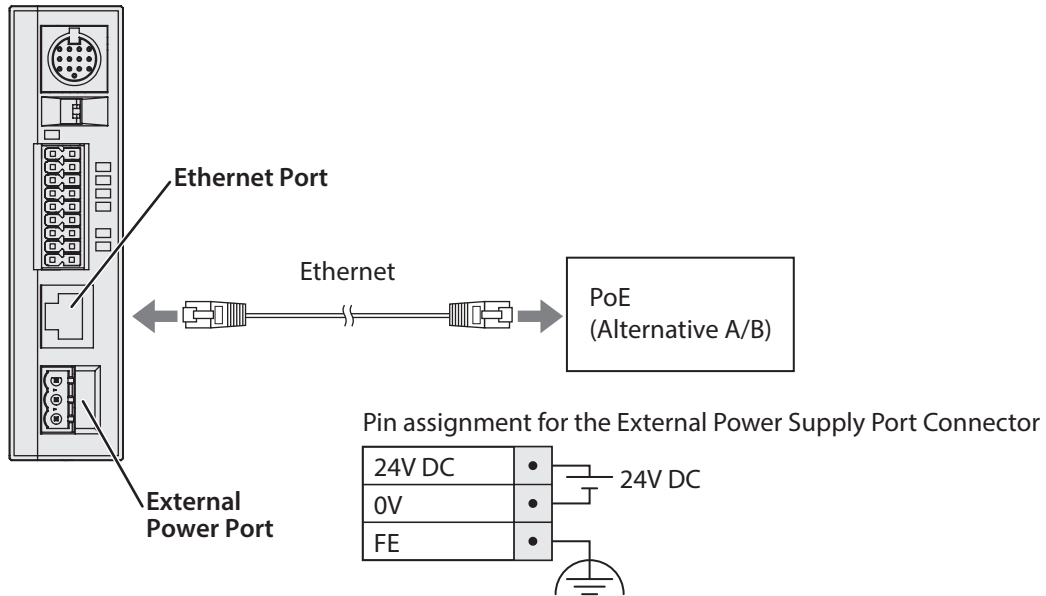 Ethernet Port
Ethernet
PoE
(Alternative A/B)
Pin assignment for the External Power Supply Port Connector
24V DC
24V DC
0V
FE
External
Power Port